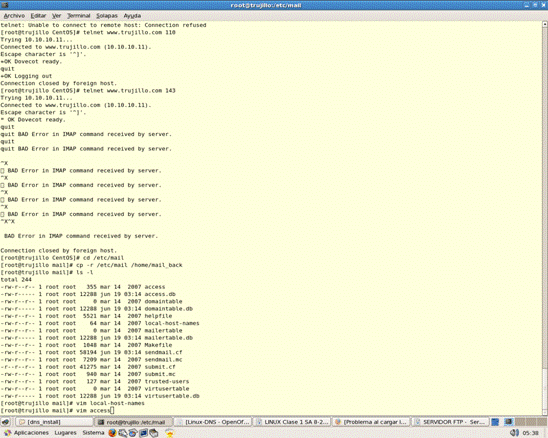 root@trujillo:/etc/mail
Archivo Editar Ver Terminal Solapas Ayuda
telnet: Unable to connect to remote host: Connection refused
[root@trujillo CentOS]# telnet www.trujillo.com 110
Trying 10.10.10.11...
Connected to www.trujillo.com (10.10.10.11).
Escape character is '^]'.
+OK Dovecot ready.
quit
+OK Logging out
Connection closed by foreign host.
[root@trujillo CentOS]# telnet www.trujillo.com 143
Trying 10.10.10.11...
Connected to www.trujillo.com (10.10.10.11).
Escape character is '^]'.
* OK Dovecot ready.
quit
quit BAD Error in IMAP command received by server.
quit
quit BAD Error in IMAP command received by server.
^X
BAD Error in IMAP command received by server.
^X
BAD Error in IMAP command received by server.
^X
BAD Error in IMAP command received by server.
^X
BAD Error in IMAP command received by server.
^X^X
BAD Error in IMAP command received by server.
Connection closed by foreign host.
[root@trujillo CentOS]# cd /etc/mail
[root@trujillo mail]# cp -r /etc/mail /home/mail_back
[root@trujillo mail]# ls -l
total 244
-rw-r--r-- 1 root root 355 mar 14 2007 access
-rw-r----- 1 root root 12288 jun 19 03:14 access.db
-rw-r--r-- 1 root root 0 mar 14 2007 domaintable
-rw-r----- 1 root root 12288 jun 19 03:14 domaintable.db
-rw-r--r-- 1 root root 5521 mar 14 2007 helpfile
-rw-r--r-- 1 root root 64 mar 14 2007 local-host-names
-rw-r--r-- 1 root root 0 mar 14 2007 mailertable
-rw-r----- 1 root root 12288 jun 19 03:14 mailertable.db
-rw-r--r-- 1 root root 1048 mar 14 2007 Makefile
-rw-r--r-- 1 root root 58194 jun 19 03:14 sendmail.cf
-rw-r--r-- 1 root root 7209 mar 14 2007 sendmail.mc
-r--r--r-- 1 root root 41275 mar 14 2007 submit.cf
-rw-r--r-- 1 root root 940 mar 14 2007 submit.mc
-rw-r--r-- 1 root root 127 mar 14 2007 trusted-users
-rw-r--r-- 1 root root 0 mar 14 2007 virtusertable
-rw-r----- 1 root root 12288 jun 19 03:14 virtusertable.db
[root@trujillo mail]# vim local-host-names
[root@trujillo mail]# vim access
[dns_install] root@trujillo:/etc/mail [Linux-DNS - OpenOf... LINUX Clase 1 SA 8-2... [Problema al cargar l... SERVIDOR FTP - Ser...
Aplicaciones Lugares Sistema 05:38